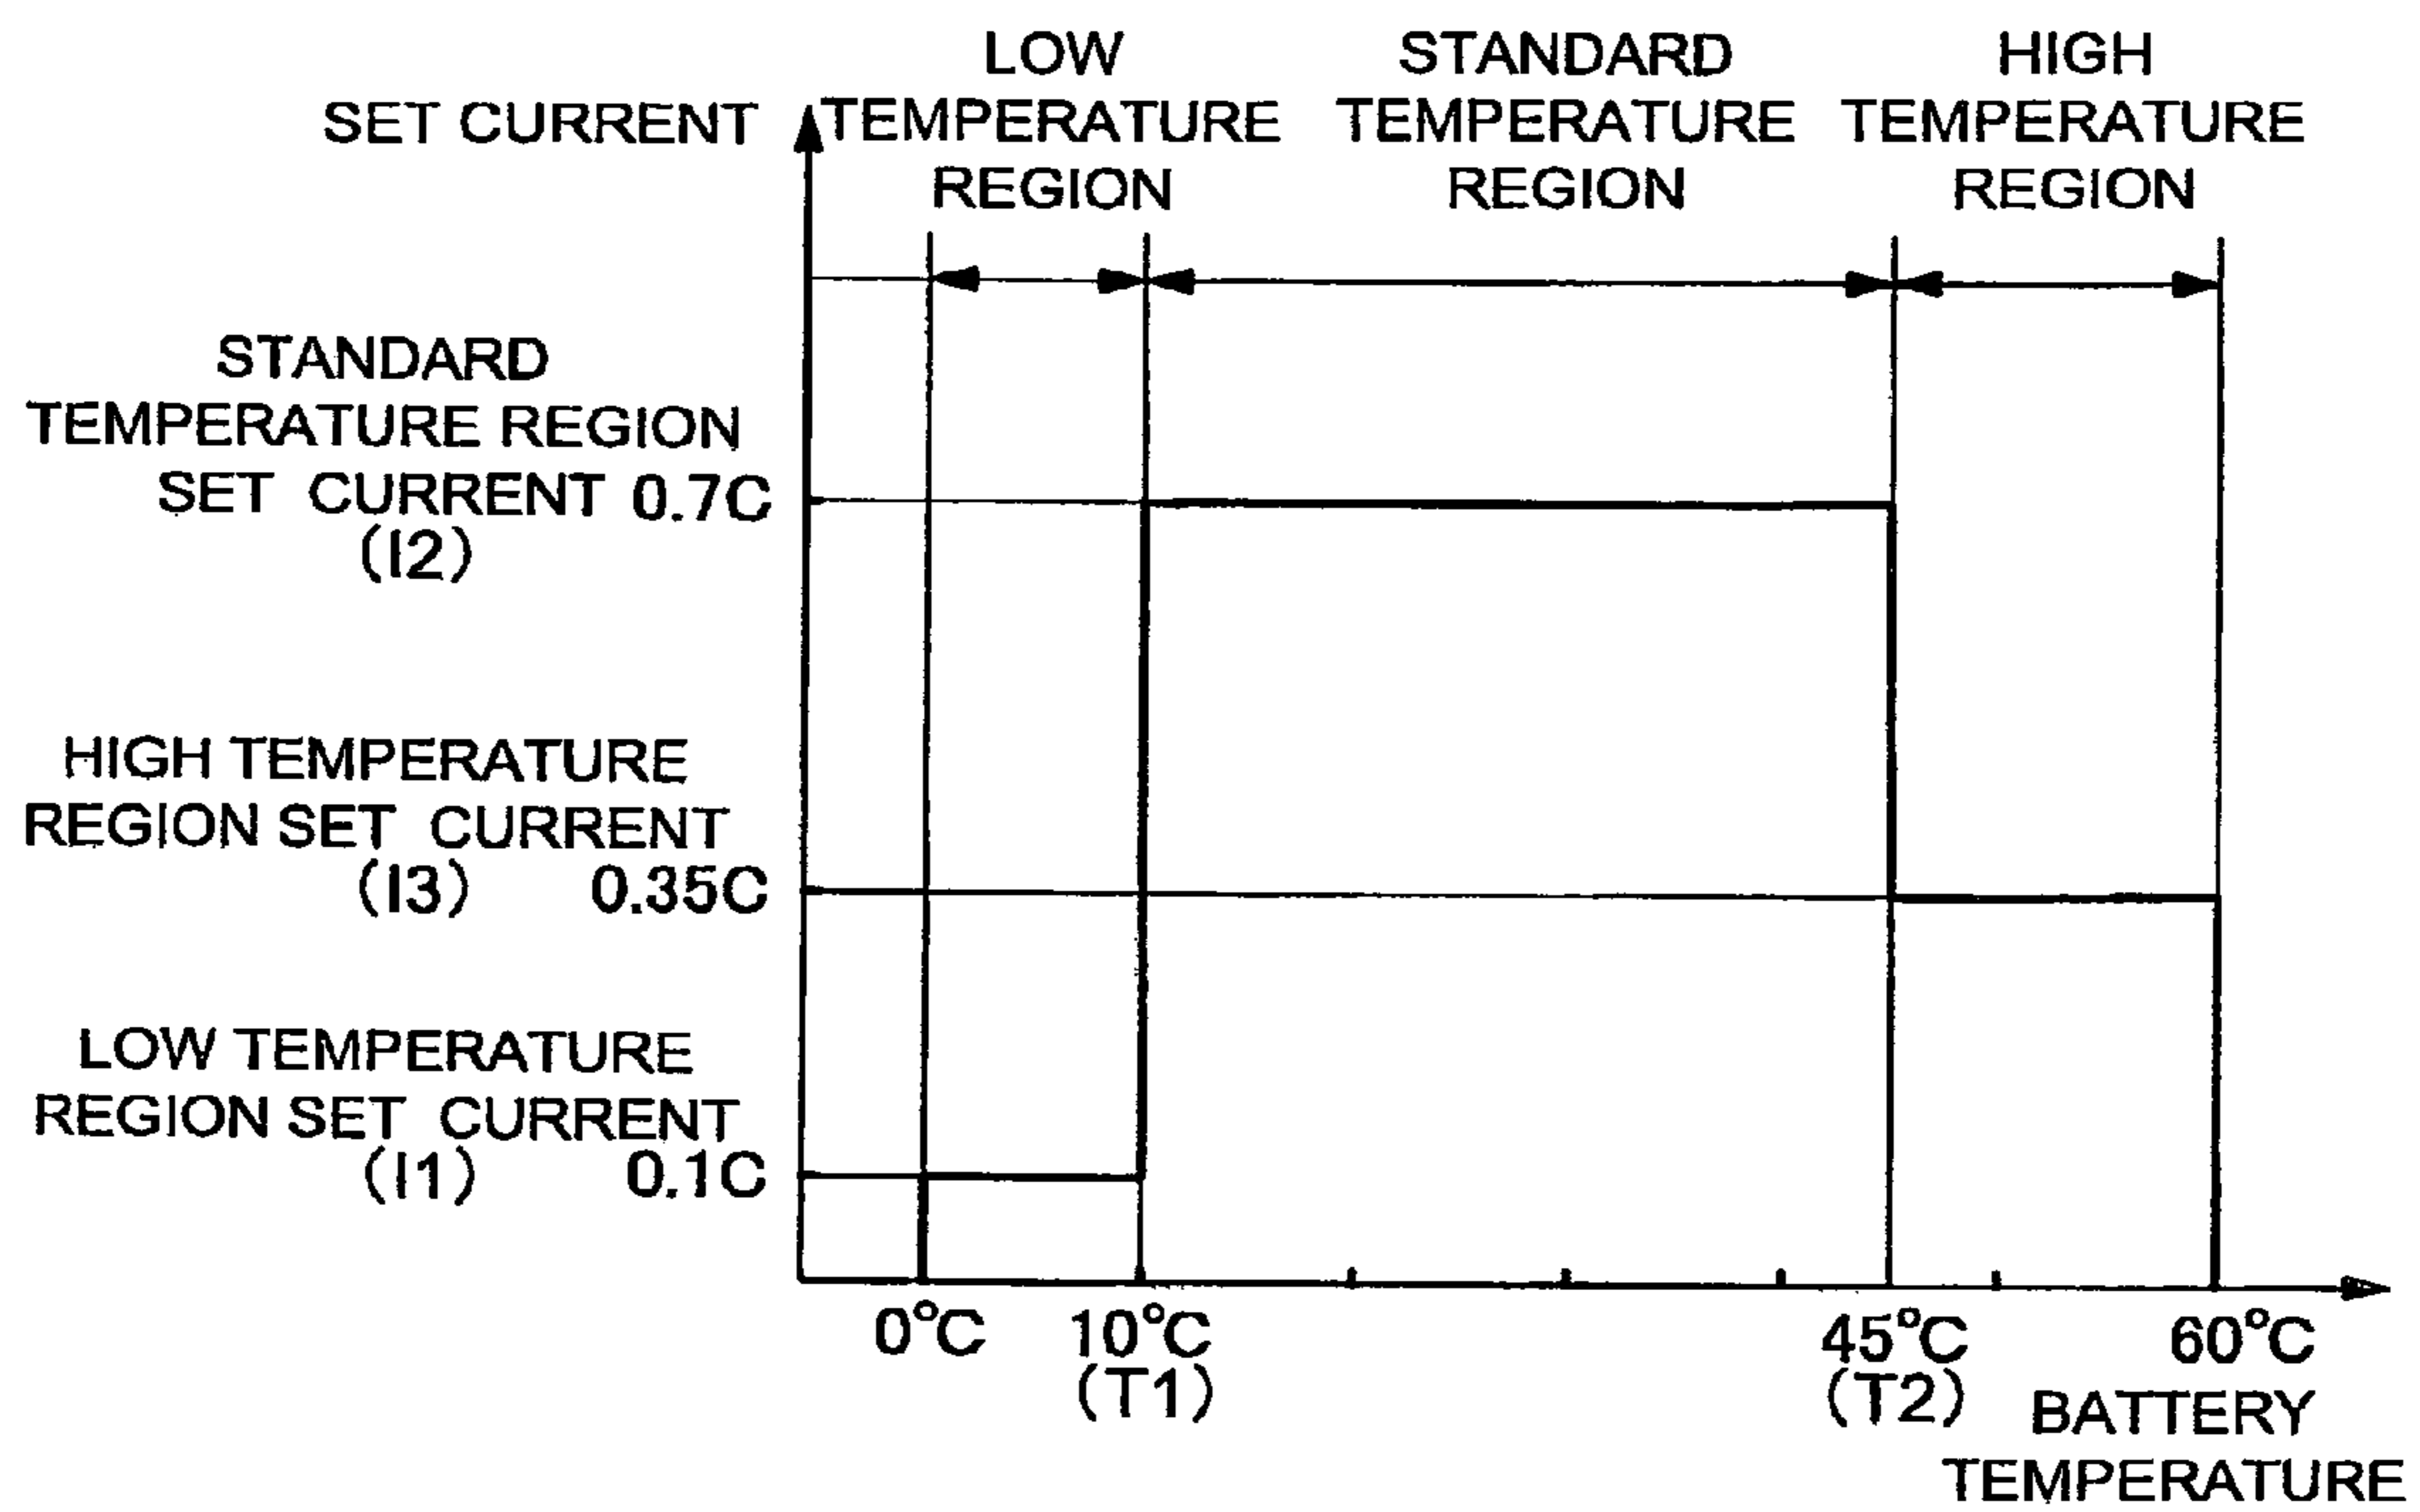 LOW
TEMPERATURE
REGION
STANDARD
TEMPERATURE
REGION
HIGH
TEMPERATURE
REGION
SET CURRENT
STANDARD
TEMPERATURE REGION
SET CURRENT 0.7C
(I2)
HIGH TEMPERATURE
REGION SET CURRENT
(I3) 0.35C
LOW TEMPERATURE
REGION SET CURRENT
(I1) 0.1C
0°C
10°C
(T1)
45°C
(T2)
60°C
BATTERY
TEMPERATURE